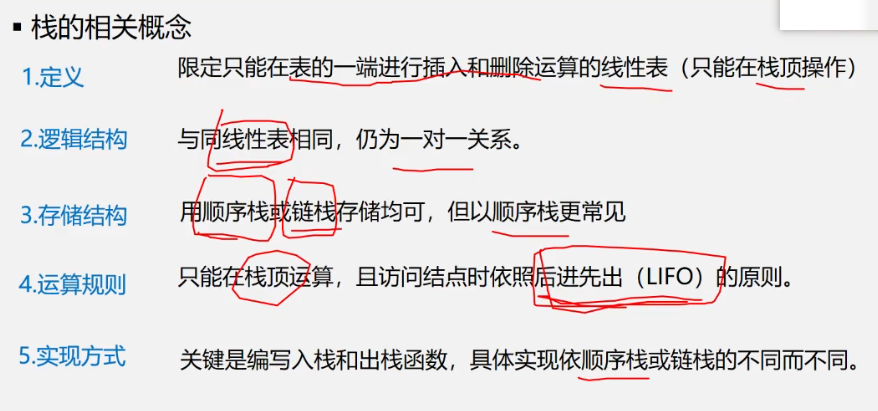 ▪ 栈的相关概念
1.定义 限定只能在表的一端进行插入和删除运算的线性表（只能在栈顶操作）
2.逻辑结构 与同线性表相同，仍为一对一关系。
3.存储结构 用顺序栈或链栈存储均可，但以顺序栈更常见
4.运算规则 只能在栈顶运算，且访问结点时依照后进先出（LIFO）的原则。
5.实现方式 关键是编写入栈和出栈函数，具体实现依顺序栈或链栈的不同而不同。